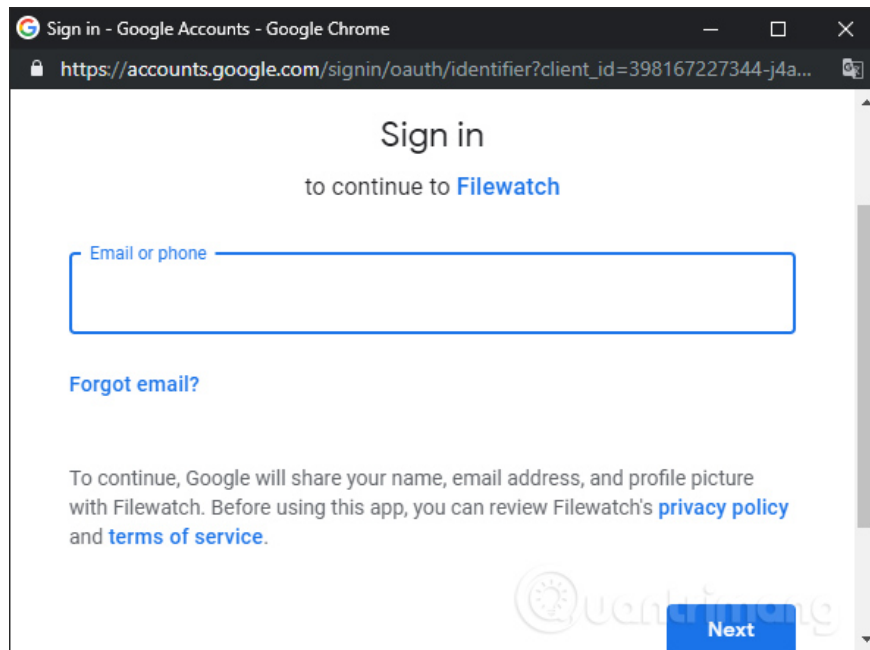 Sign in - Google Accounts - Google Chrome
https://accounts.google.com/signin/oauth/identifier?client_id=398167227344-j4a...
Sign in
to continue to Filewatch
Email or phone
Forgot email?
To continue, Google will share your name, email address, and profile picture
with Filewatch. Before using this app, you can review Filewatch's privacy policy
and terms of service.
Quantrimang
Next